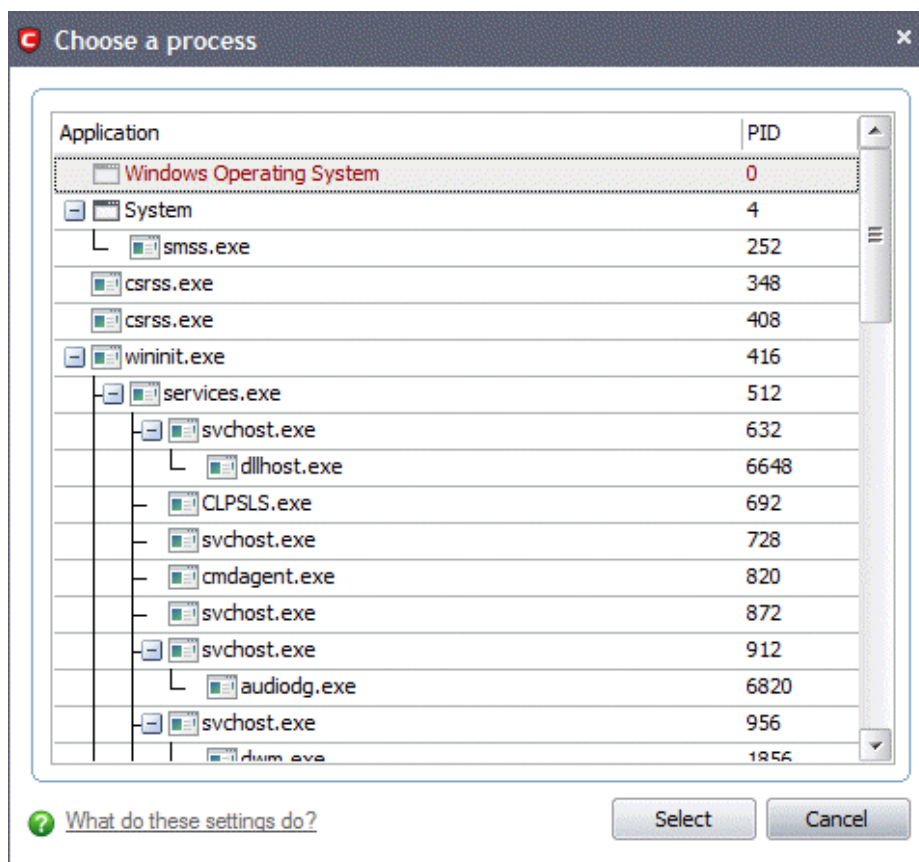 Choose a process
Application PID
Windows Operating System 0
System 4
smss.exe 252
csrss.exe 348
csrss.exe 408
wininit.exe 416
services.exe 512
svchost.exe 632
dllhost.exe 6648
CLPSLS.exe 692
svchost.exe 728
cmdagent.exe 820
svchost.exe 872
svchost.exe 912
audiodg.exe 6820
svchost.exe 956
dwm.exe 1856
What do these settings do? Select Cancel